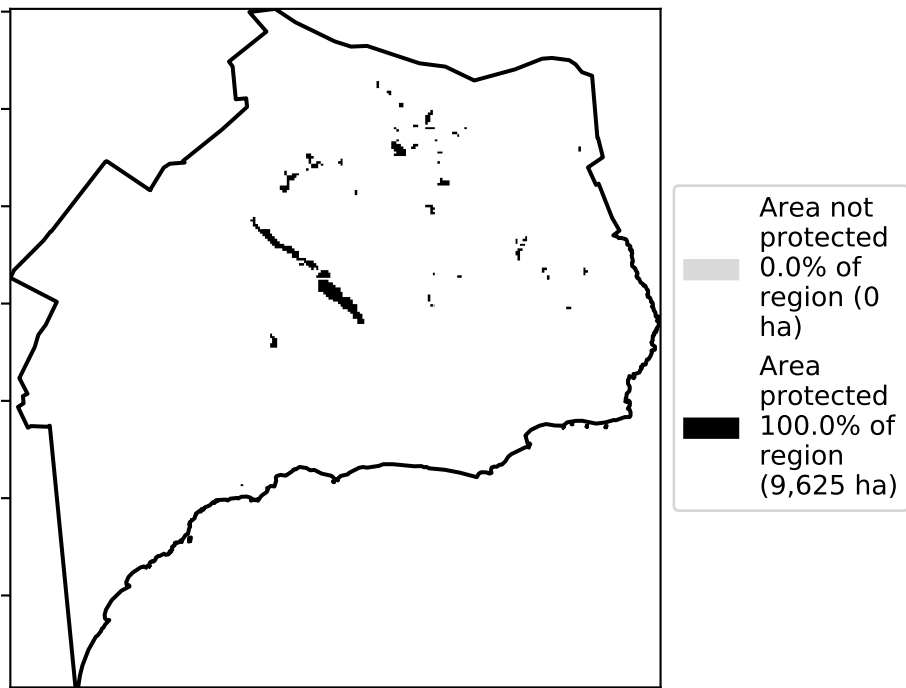 Area not
protected
0.0% of
region (0
ha)
Area
protected
100.0% of
region
(9,625 ha)